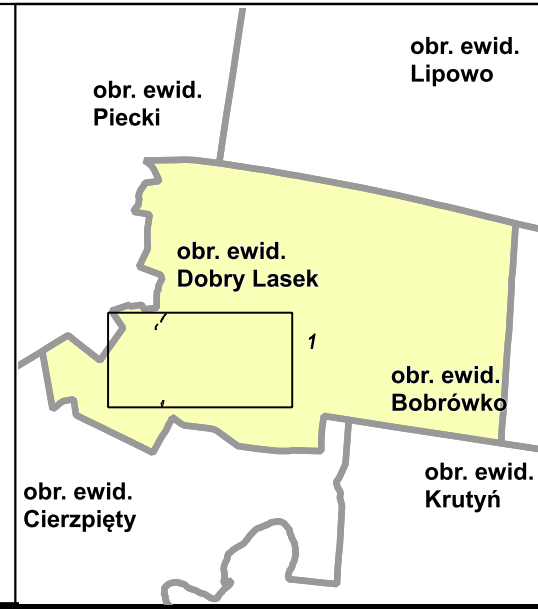 obr. ewid.
Lipowo
obr. ewid.
Piecki
obr. ewid.
Dobry Lasek
1
obr. ewid.
Bobrówko
obr. ewid.
Krutyń
obr. ewid.
Cierzpięty